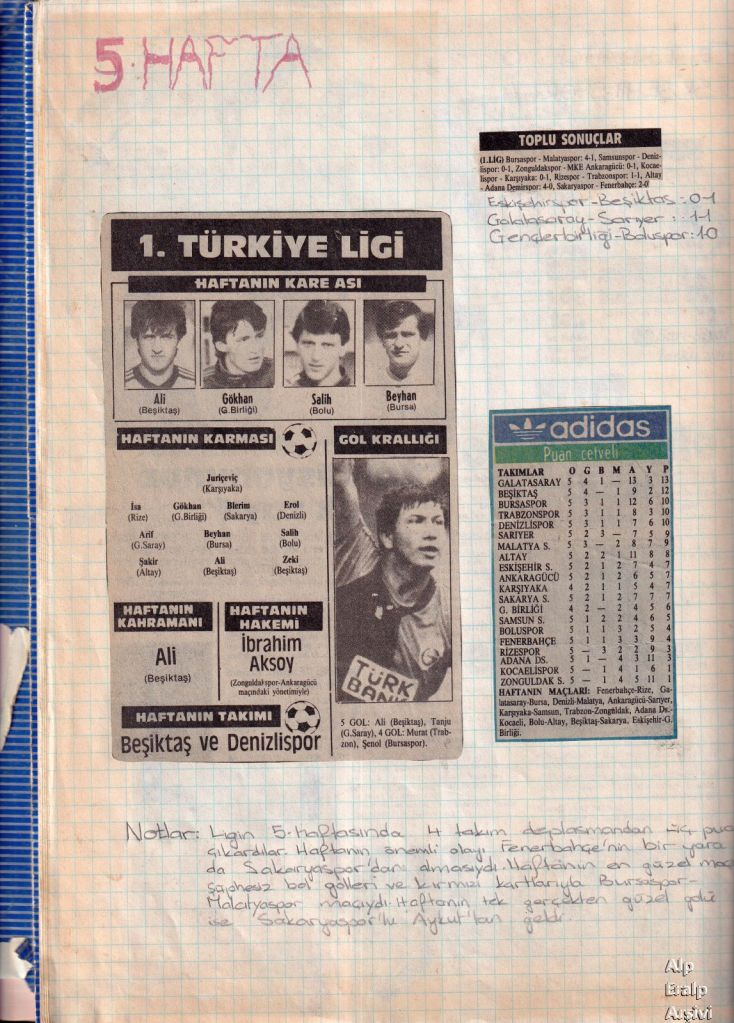 5. HAFTA
TOPLU SONUÇLAR
(1.LİG) Bursaspor - Malatyaspor: 4-1, Samsunspor - Deniz-
lispor: 0-1, Zonguldakspor - MKE Ankaragücü: 0-1, Kocae-
lispor - Karşıyaka: 0-1, Rizespor - Trabzonspor: 1-1, Altay
- Adana Demirspor: 4-0, Sakaryaspor - Fenerbahçe: 2-0
Eskişehirspor-Beşiktaş: 0-1
Galatasaray-Sarıyer : 1-1
Gençlerbirliği-Boluspor: 1-0
1. TÜRKİYE LİGİ
HAFTANIN KARE ASI
Ali Gökhan Salih Beyhan
(Beşiktaş) (G.Birliği) (Bolu) (Bursa)
HAFTANIN KARMASI
Juriçeviç
(Karşıyaka)
İsa Gökhan Blerim Erol
(Rize) (G.Birliği) (Sakarya) (Denizli)
Arif Beyhan Salih
(G.Saray) (Bursa) (Bolu)
Şakir Ali Zeki
(Altay) (Beşiktaş) (Beşiktaş)
HAFTANIN
KAHRAMANI
Ali
(Beşiktaş)
HAFTANIN
HAKEMİ
İbrahim
Aksoy
(Zonguldakspor-Ankaragücü
maçındaki yönetimiyle)
HAFTANIN TAKIMI
Beşiktaş ve Denizlispor
GOL KRALLIĞI
TÜRK
BANK
5 GOL: Ali (Beşiktaş), Tanju
(G.Saray), 4 GOL: Murat (Trab-
zon), Şenol (Bursaspor).
adidas
Puan cetveli
TAKIMLAR O G B M A Y P
GALATASARAY 5 4 1 — 13 3 13
BEŞİKTAŞ 5 4 — 1 9 2 12
BURSASPOR 5 3 1 1 12 6 10
TRABZONSPOR 5 3 1 1 8 3 10
DENİZLİSPOR 5 3 1 1 7 6 10
SARIYER 5 2 3 — 7 5 9
MALATYA S. 5 3 — 2 8 7 9
ALTAY 5 2 2 1 11 8 8
ESKİŞEHİR S. 5 2 1 2 7 4 7
ANKARAGÜCÜ 5 2 1 2 6 5 7
KARŞIYAKA 4 2 1 1 5 4 7
SAKARYA S. 5 2 1 2 7 7 7
G. BİRLİĞİ 4 2 — 2 4 5 6
SAMSUN S. 5 1 2 2 4 6 5
BOLUSPOR 5 1 1 3 2 5 4
FENERBAHÇE 5 1 1 3 3 9 4
RİZESPOR 5 — 3 2 2 9 3
ADANA DS. 5 1 — 4 3 11 3
KOCAELİSPOR 5 — 1 4 1 6 1
ZONGULDAK S. 5 — 1 4 5 11 1
HAFTANIN MAÇLARI: Fenerbahçe-Rize, Ga-
latasaray-Bursa, Denizli-Malatya, Ankaragücü-Sarıyer,
Karşıyaka-Samsun, Trabzon-Zonguldak, Adana Ds.-
Kocaeli, Bolu-Altay, Beşiktaş-Sakarya, Eskişehir-G.
Birliği.
Notlar: Ligin 5. Haftasında 4 takım deplasmandan üç pua
çıkardılar. Haftanın önemli olayı Fenerbahçe'nin bir yara
da Sakaryaspor'dan almasıydı. Haftanın en güzel maçı
şüphesiz bol golleri ve kırmızı kartlarıyla Bursaspor-
Malatyaspor maçıydı. Haftanın tek gerçekten güzel golü
ise Sakaryaspor'lu Aykut'tan geldi.
Alp
Eralp
Arşivi